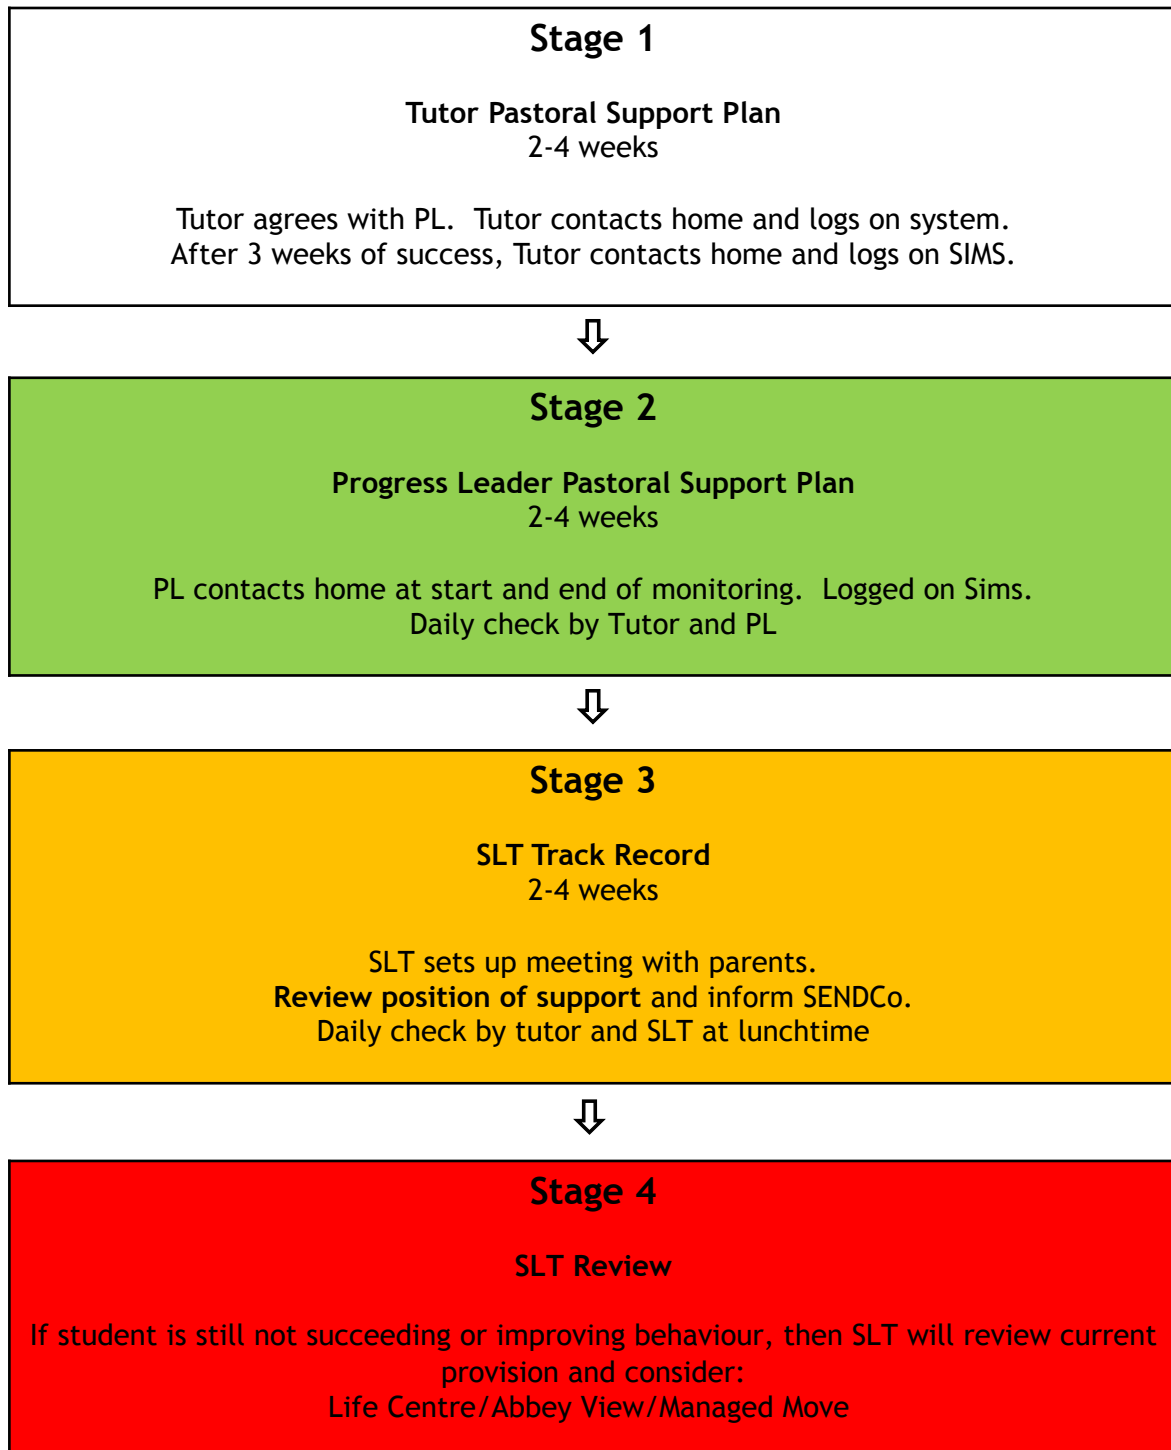 Stage 1
Tutor Pastoral Support Plan
2-4 weeks
Tutor agrees with PL.  Tutor contacts home and logs on system.
After 3 weeks of success, Tutor contacts home and logs on SIMS.
Stage 2
Progress Leader Pastoral Support Plan
2-4 weeks
PL contacts home at start and end of monitoring.  Logged on Sims.
Daily check by Tutor and PL
Stage 3
SLT Track Record
2-4 weeks
SLT sets up meeting with parents.
Review position of support and inform SENDCo.
Daily check by tutor and SLT at lunchtime
Stage 4
SLT Review
If student is still not succeeding or improving behaviour, then SLT will review current
provision and consider:
Life Centre/Abbey View/Managed Move